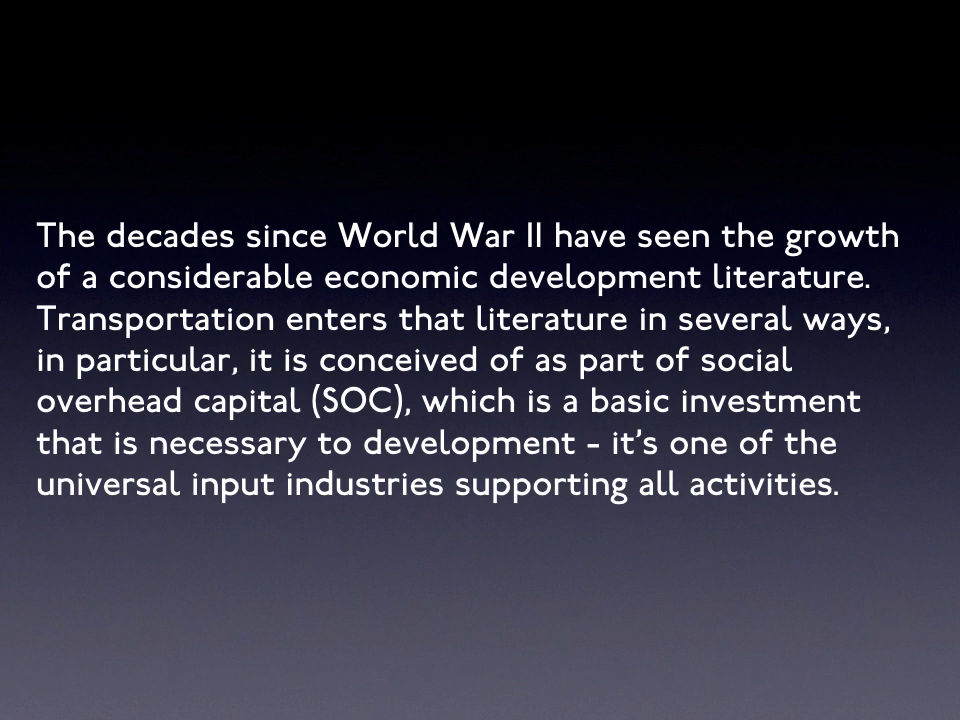 The decades since World War II have seen the growth
of a considerable economic development literature.
Transportation enters that literature in several ways,
in particular, it is conceived of as part of social
overhead capital (SOC), which is a basic investment
that is necessary to development - it’s one of the
universal input industries supporting all activities.